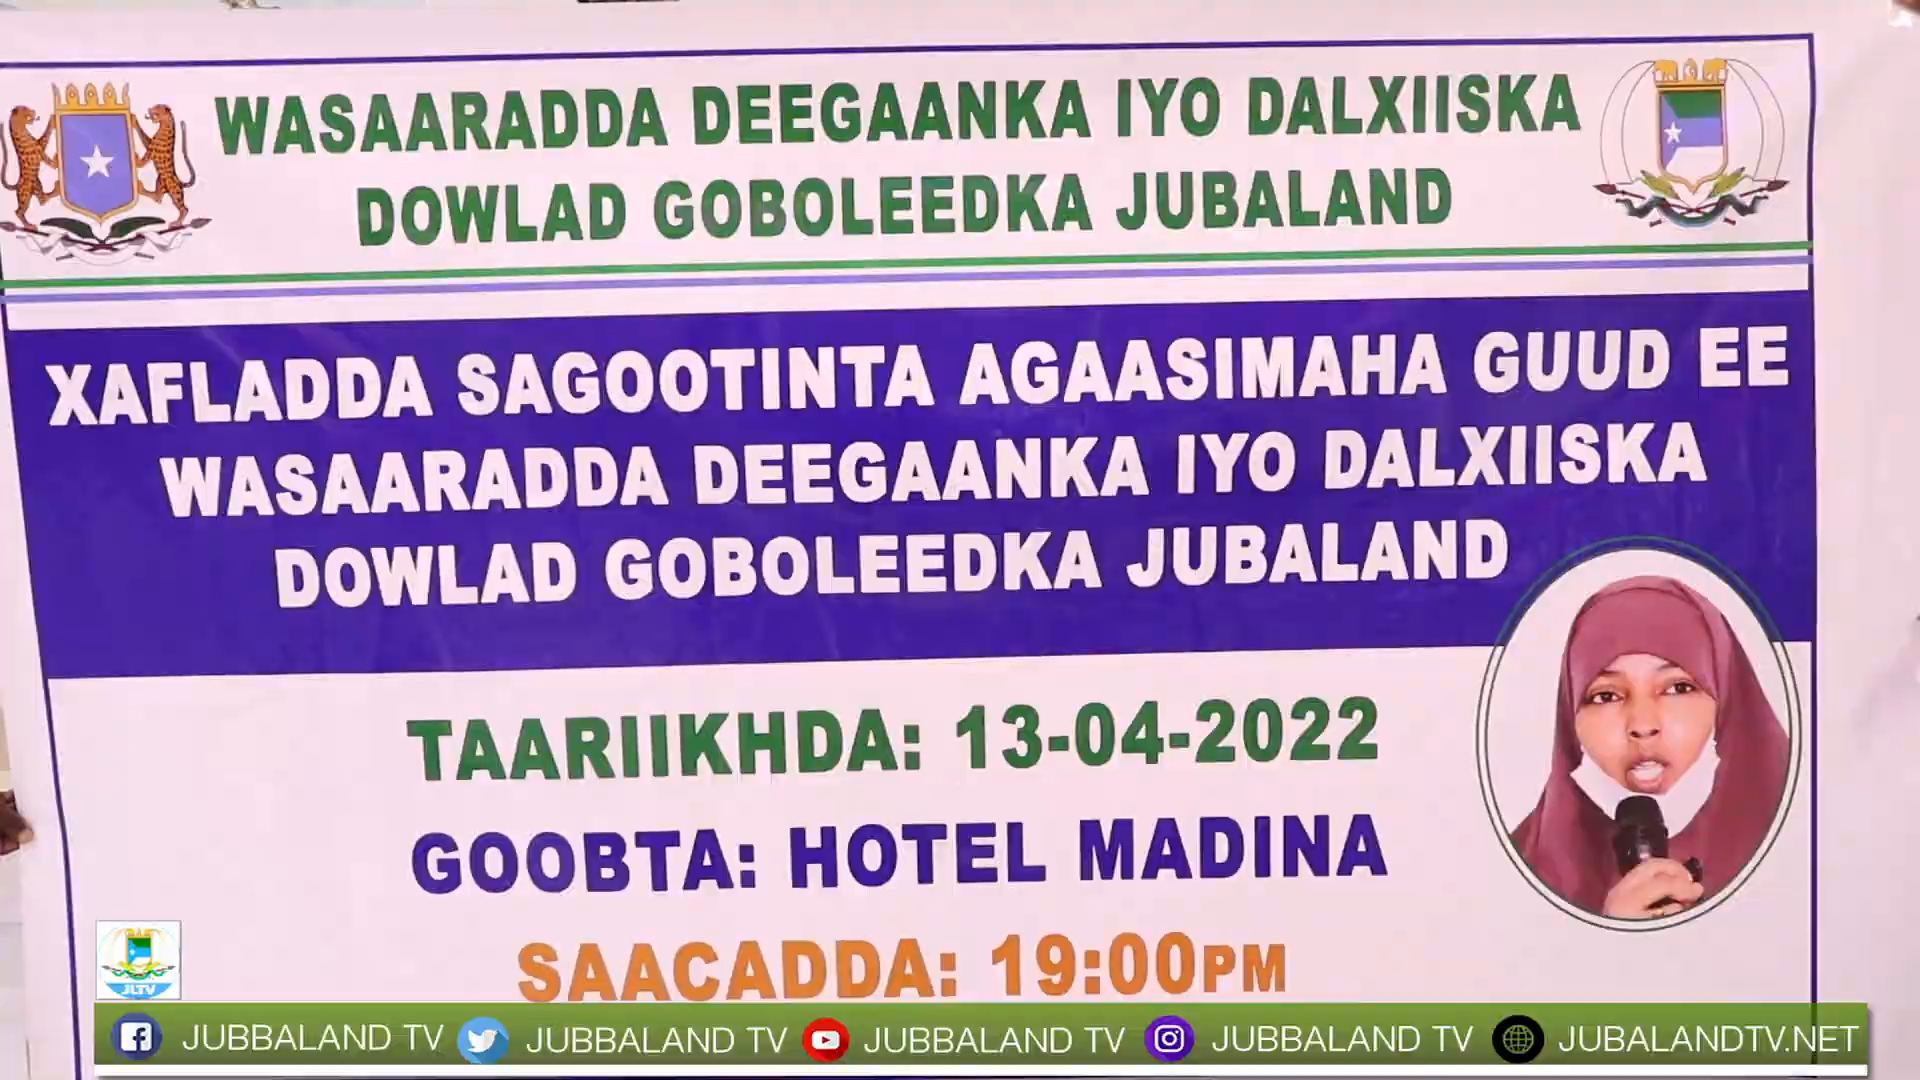 WASAARADDA DEEGAANKA IYO DALXIISKA
DOWLAD GOBOLEEDKA JUBALAND
XAFLADDA SAGOOTINTA AGAASIMAHA GUUD EE
WASAARADDA DEEGAANKA IYO DALXIISKA
DOWLAD GOBOLEEDKA JUBALAND
TAARIIKHDA: 13-04-2022
GOOBTA: HOTEL MADINA
SAACADDA: 19:00PM
JLTV
JUBBALAND TV JUBBALAND TV JUBBALAND TV JUBBALAND TV JUBALANDTV.NET